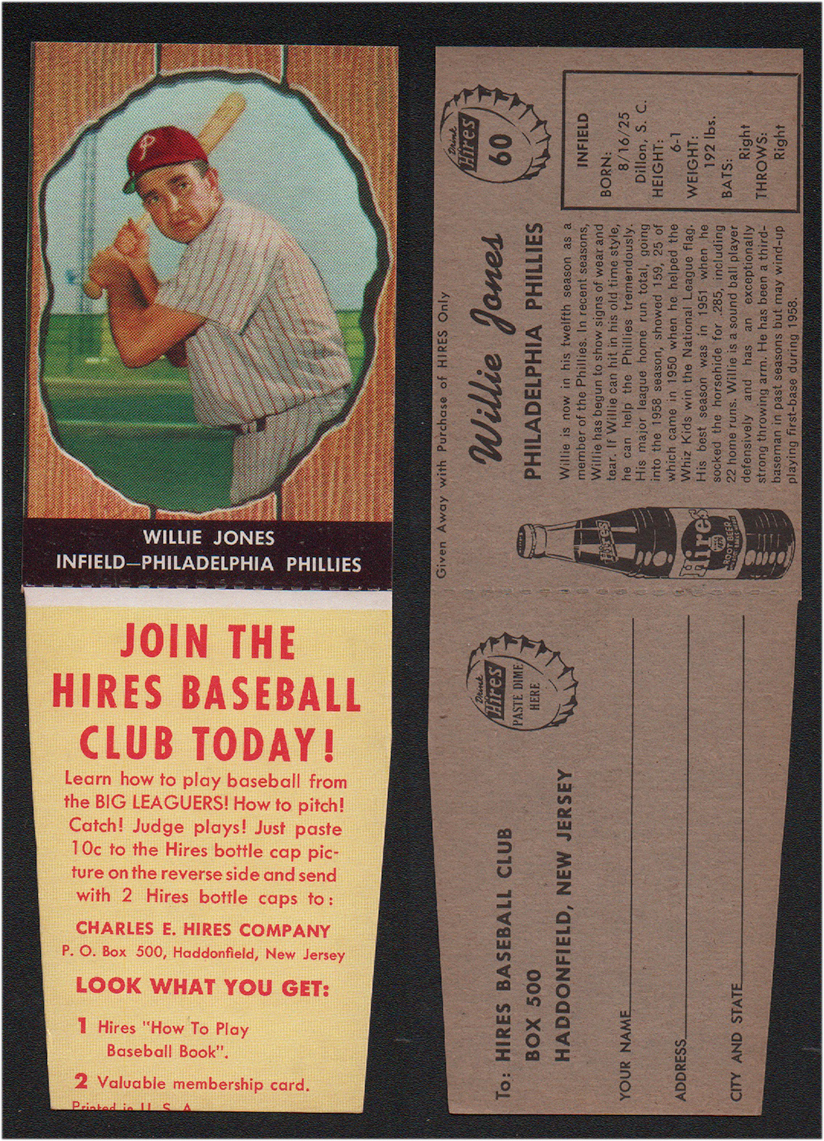 WILLIE JONES
INFIELD—PHILADELPHIA PHILLIES
JOIN THE
HIRES BASEBALL
CLUB TODAY!
Learn how to play baseball from
the BIG LEAGUERS! How to pitch!
Catch! Judge plays! Just paste
10c to the Hires bottle cap pic-
ture on the reverse side and send
with 2 Hires bottle caps to:
CHARLES E. HIRES COMPANY
P. O. Box 500, Haddonfield, New Jersey
LOOK WHAT YOU GET:
1 Hires "How To Play
Baseball Book".
2 Valuable membership card.
Printed in U. S. A.
Given Away with Purchase of HIRES Only
Drink
Hires
60
Willie Jones
PHILADELPHIA PHILLIES
INFIELD
BORN:
8/16/25
Dillon, S. C.
HEIGHT:
6-1
WEIGHT:
192 lbs.
BATS:
Right
THROWS:
Right
Willie is now in his twelfth season as a
member of the Phillies. In recent seasons,
Willie has begun to show signs of wear and
tear. If Willie can hit in his old time style,
he can help the Phillies tremendously.
His major league home run total, going
into the 1958 season, showed 159, 25 of
which came in 1950 when he helped the
Whiz Kids win the National League flag.
His best season was in 1951 when he
socked the horsehide for .285, including
22 home runs. Willie is a sound ball player
defensively and has an exceptionally
strong throwing arm. He has been a third-
baseman in past seasons but may wind-up
playing first-base during 1958.
Hires
Hires
ROOT BEER
Drink
Hires
PASTE DIME
HERE
To: HIRES BASEBALL CLUB
BOX 500
HADDONFIELD, NEW JERSEY
YOUR NAME
ADDRESS
CITY AND STATE